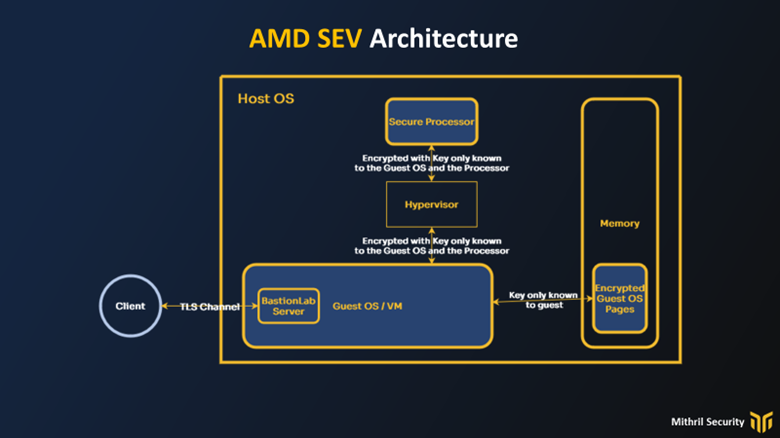 AMD SEV Architecture
Host OS
Secure Processor
Encrypted with Key only known
to the Guest OS and the Processor
Hypervisor
Encrypted with Key only known
to the Guest OS and the Processor
Memory
Client
TLS Channel
BastionLab
Server
Guest OS / VM
Key only known
to guest
Encrypted
Guest OS
Pages
Mithril Security